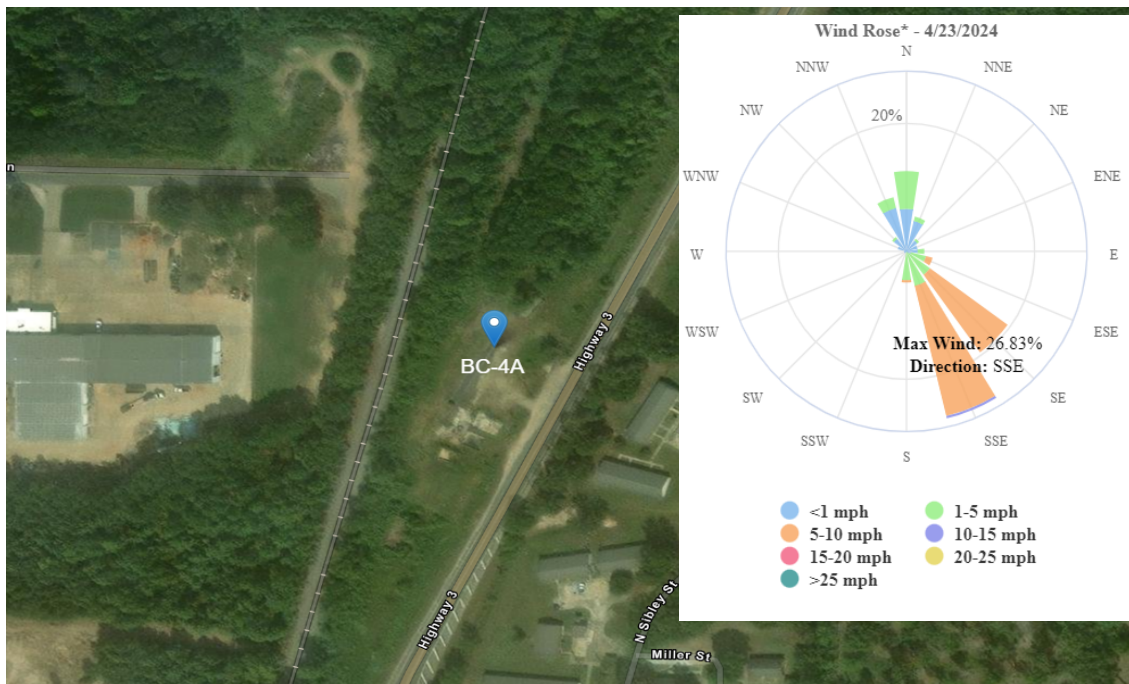 n
BC-4A
Highway 3
Highway 3
N Sibley St
Miller St
Wind Rose* - 4/23/2024
N
NNW
NNE
NW
NE
20%
WNW
ENE
W
E
WSW
ESE
Max Wind: 26.83%
Direction: SSE
SW
SE
SSW
SSE
S
<1 mph
1-5 mph
5-10 mph
10-15 mph
15-20 mph
20-25 mph
>25 mph